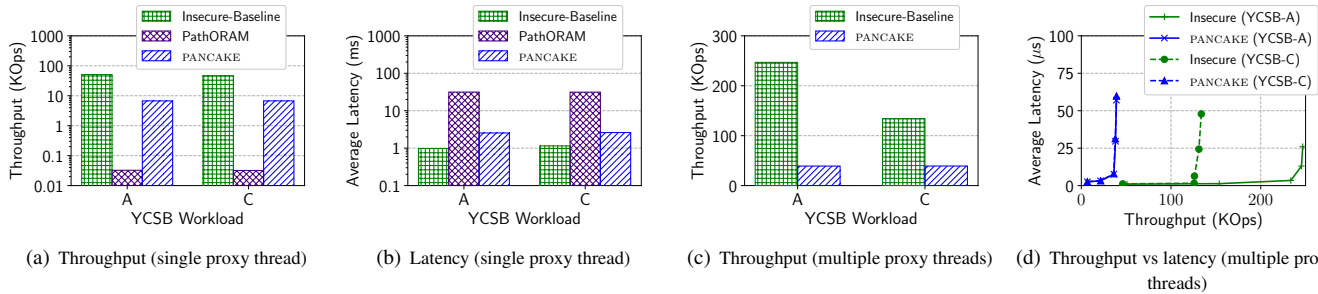 Insecure-Baseline
PathORAM
PANCAKE
1000
100
10
1
0.1
0.01
Throughput (KOps)
A
C
YCSB Workload
(a) Throughput (single proxy thread)
Insecure-Baseline
PathORAM
PANCAKE
1000
100
10
1
0.1
Average Latency (ms)
A
C
YCSB Workload
(b) Latency (single proxy thread)
Insecure-Baseline
PANCAKE
300
200
100
0
Throughput (KOps)
A
C
YCSB Workload
(c) Throughput (multiple proxy threads)
Insecure (YCSB-A)
PANCAKE (YCSB-A)
Insecure (YCSB-C)
PANCAKE (YCSB-C)
100
75
50
25
0
Average Latency (μs)
0
100
200
Throughput (KOps)
(d) Throughput vs latency (multiple pro
threads)